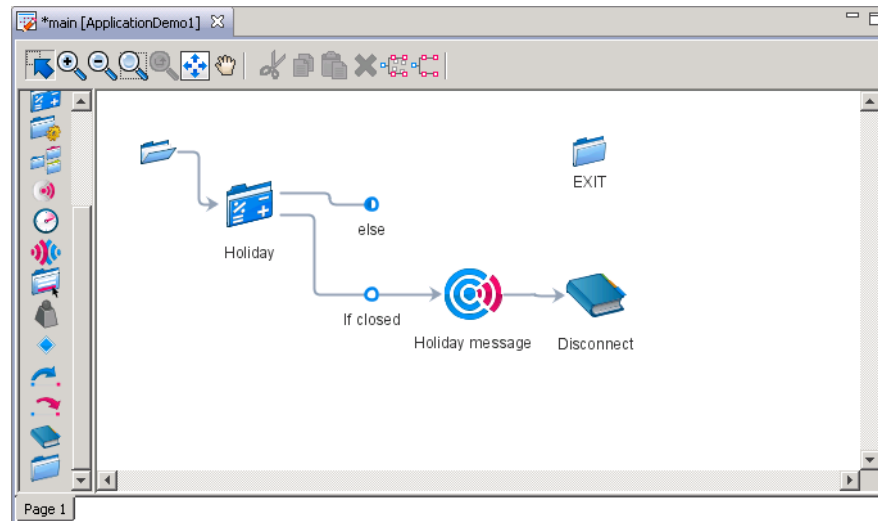 *main [ApplicationDemo1]
EXIT
else
Holiday
If closed
Holiday message
Disconnect
Page 1